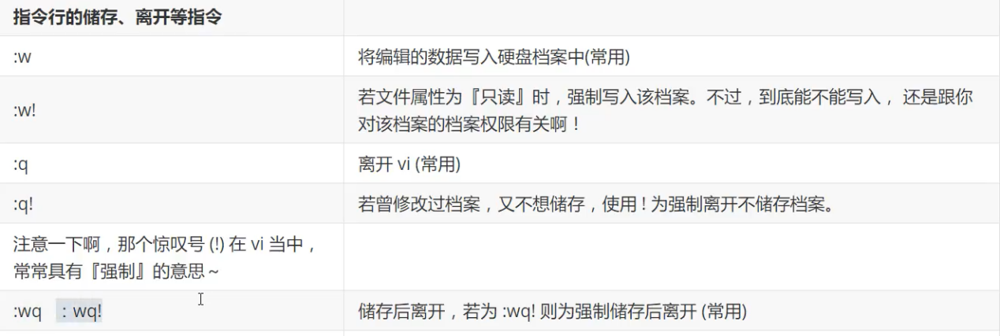 指令行的储存、离开等指令
:w
将编辑的数据写入硬盘档案中(常用)
:w!
若文件属性为『只读』时，强制写入该档案。不过，到底能不能写入， 还是跟你
对该档案的档案权限有关啊！
:q
离开 vi (常用)
:q!
若曾修改过档案，又不想储存，使用 ! 为强制离开不储存档案。
注意一下啊，那个惊叹号 (!) 在 vi 当中，
常常具有『强制』的意思～
:wq ：wq!
储存后离开，若为 :wq! 则为强制储存后离开 (常用)